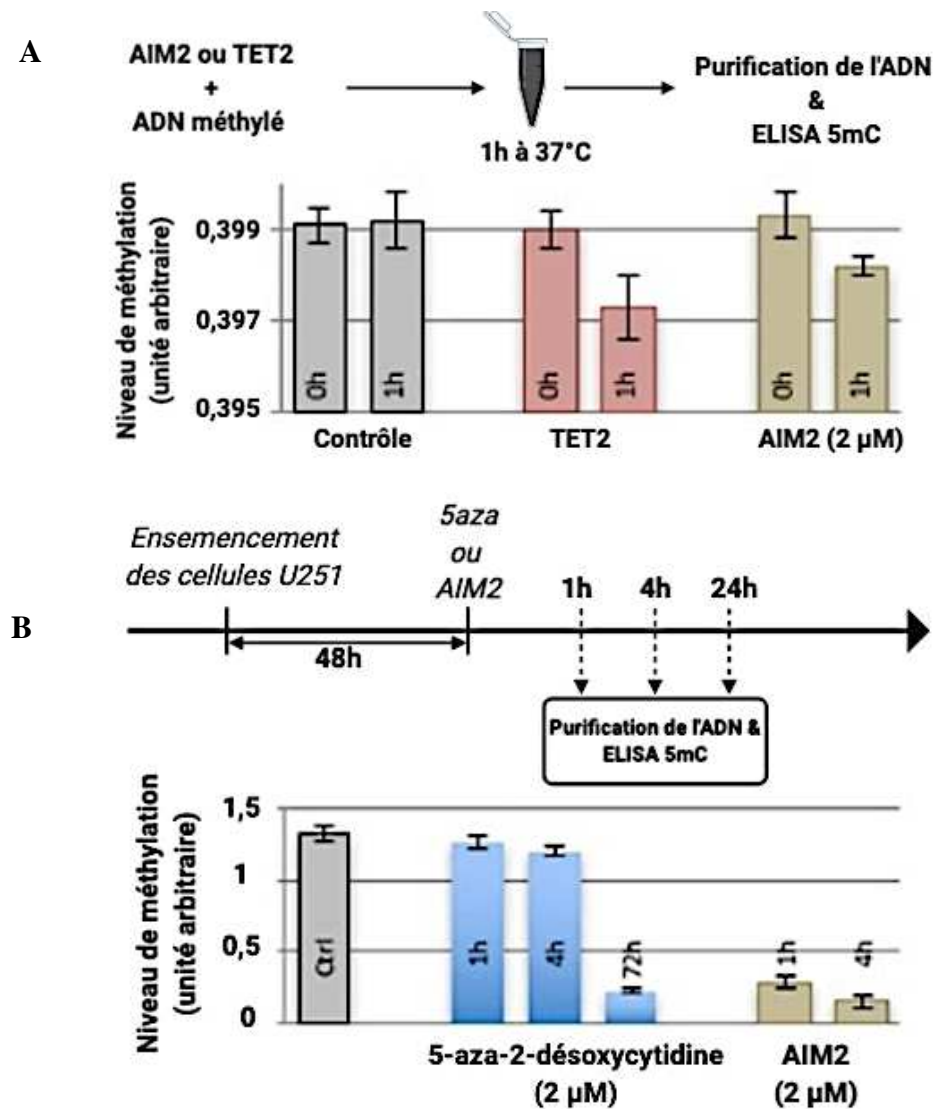 A
AIM2 ou TET2
+
ADN méthylé
1h à 37°C
Purification de l'ADN
&
ELISA 5mC
Niveau de méthylation
(unité arbitraire)
0,399
0,397
0,395
0h
1h
0h
1h
0h
1h
Contrôle
TET2
AIM2 (2 µM)
B
Ensemencement
des cellules U251
5aza
ou
AIM2
1h
4h
24h
48h
Purification de l'ADN &
ELISA 5mC
Niveau de méthylation
(unité arbitraire)
1,5
1
0,5
0
Ctrl
1h
4h
72h
1h
4h
5-aza-2-désoxycytidine
(2 µM)
AIM2
(2 µM)